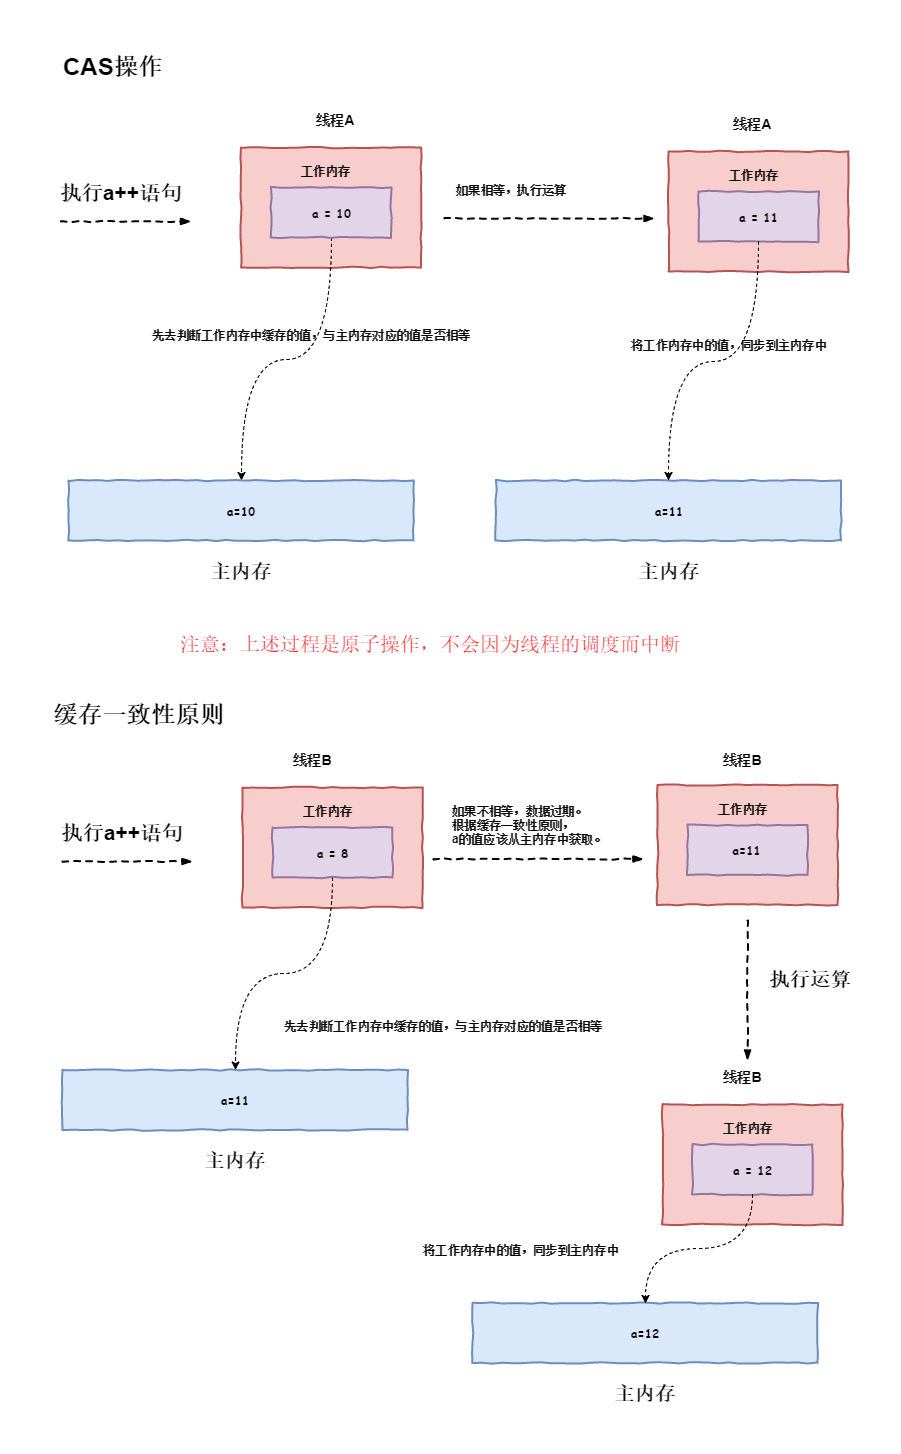 CAS操作
线程A
线程A
执行a++语句
工作内存
a = 10
如果相等，执行运算
工作内存
a = 11
先去判断工作内存中缓存的值，与主内存对应的值是否相等
将工作内存中的值，同步到主内存中
a=10
a=11
主内存
主内存
注意：上述过程是原子操作，不会因为线程的调度而中断
缓存一致性原则
线程B
线程B
执行a++语句
工作内存
a = 8
如果不相等，数据过期。
根据缓存一致性原则，
a的值应该从主内存中获取。
工作内存
a=11
执行运算
先去判断工作内存中缓存的值，与主内存对应的值是否相等
a=11
主内存
线程B
工作内存
a = 12
将工作内存中的值，同步到主内存中
a=12
主内存